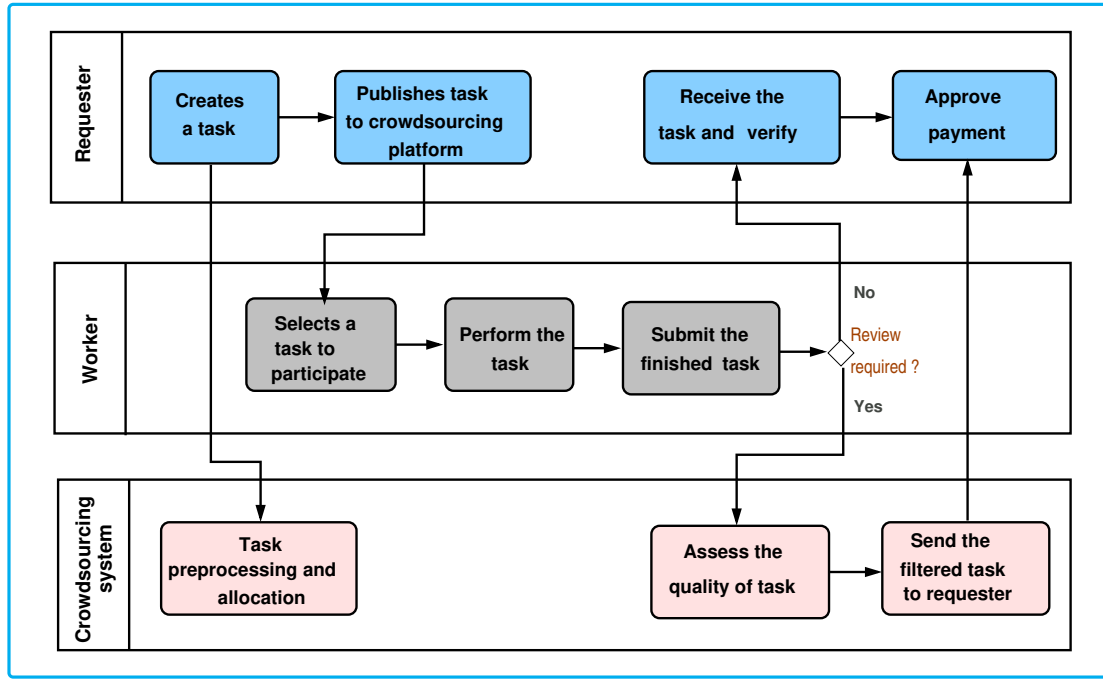 Requester
Creates
a task
Publishes task
to crowdsourcing
platform
Receive the
task and verify
Approve
payment
Worker
Selects a
task to
participate
Perform the
task
Submit the
finished task
No
Review
required ?
Yes
Crowdsourcing
system
Task
preprocessing and
allocation
Assess the
quality of task
Send the
filtered task
to requester